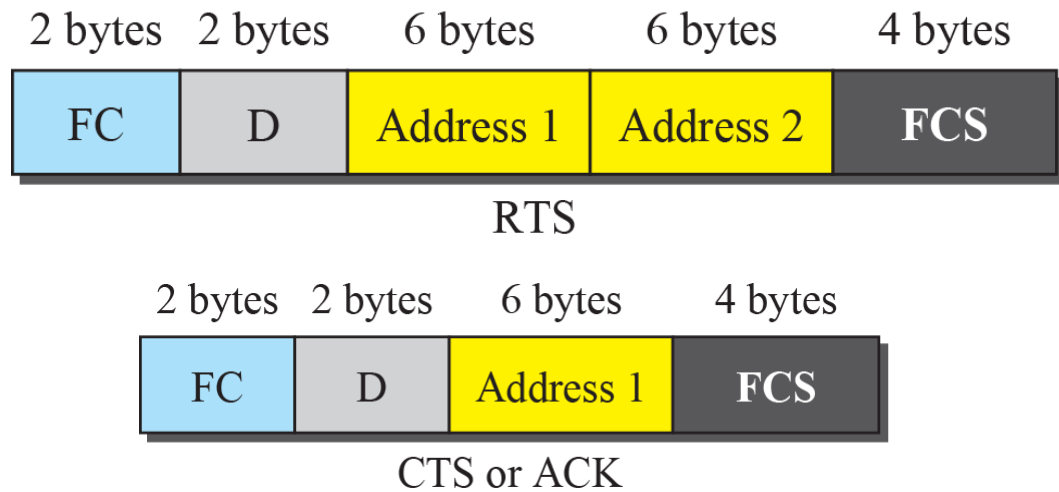 2 bytes 2 bytes 6 bytes 6 bytes 4 bytes
FC D Address 1 Address 2 FCS
RTS
2 bytes 2 bytes 6 bytes 4 bytes
FC D Address 1 FCS
CTS or ACK